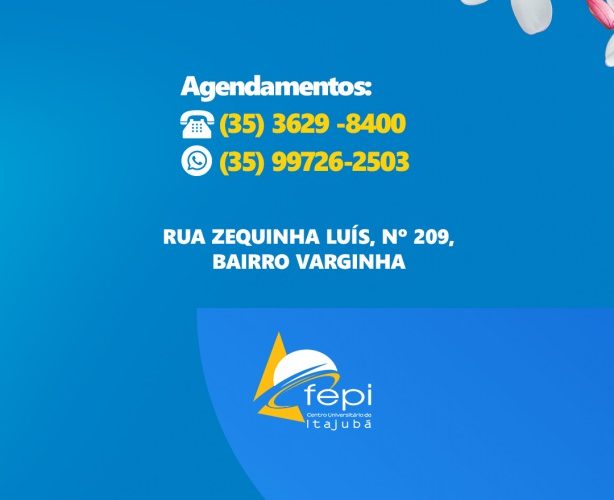 Agendamentos:
(35) 3629 -8400
(35) 99726-2503
RUA ZEQUINHA LUÍS, Nº 209,
BAIRRO VARGINHA
fepi
Centro Universitário de
Itajubá